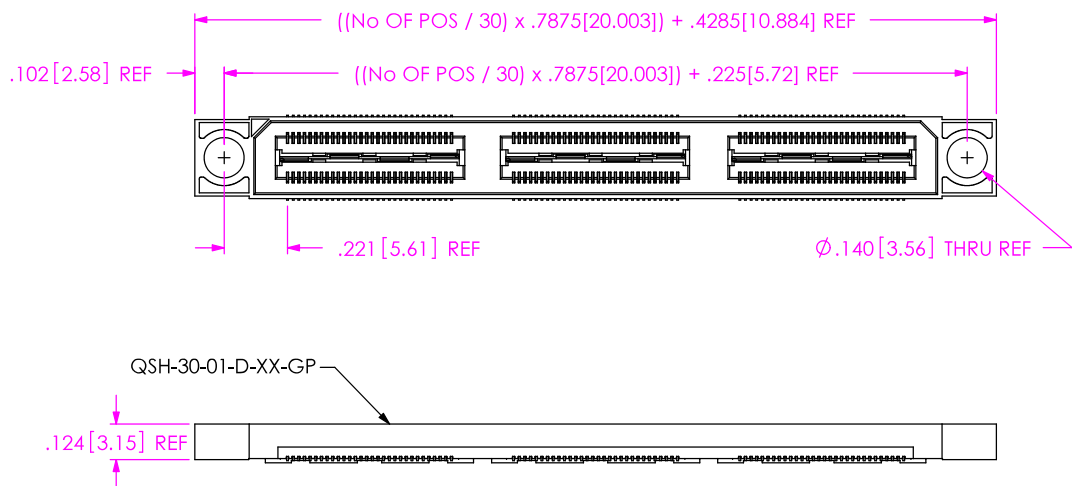 ((No OF POS / 30) x .7875[20.003]) + .4285[10.884] REF
.102[2.58] REF
((No OF POS / 30) x .7875[20.003]) + .225[5.72] REF
.221[5.61] REF
Ø.140[3.56] THRU REF
QSH-30-01-D-XX-GP
.124[3.15] REF